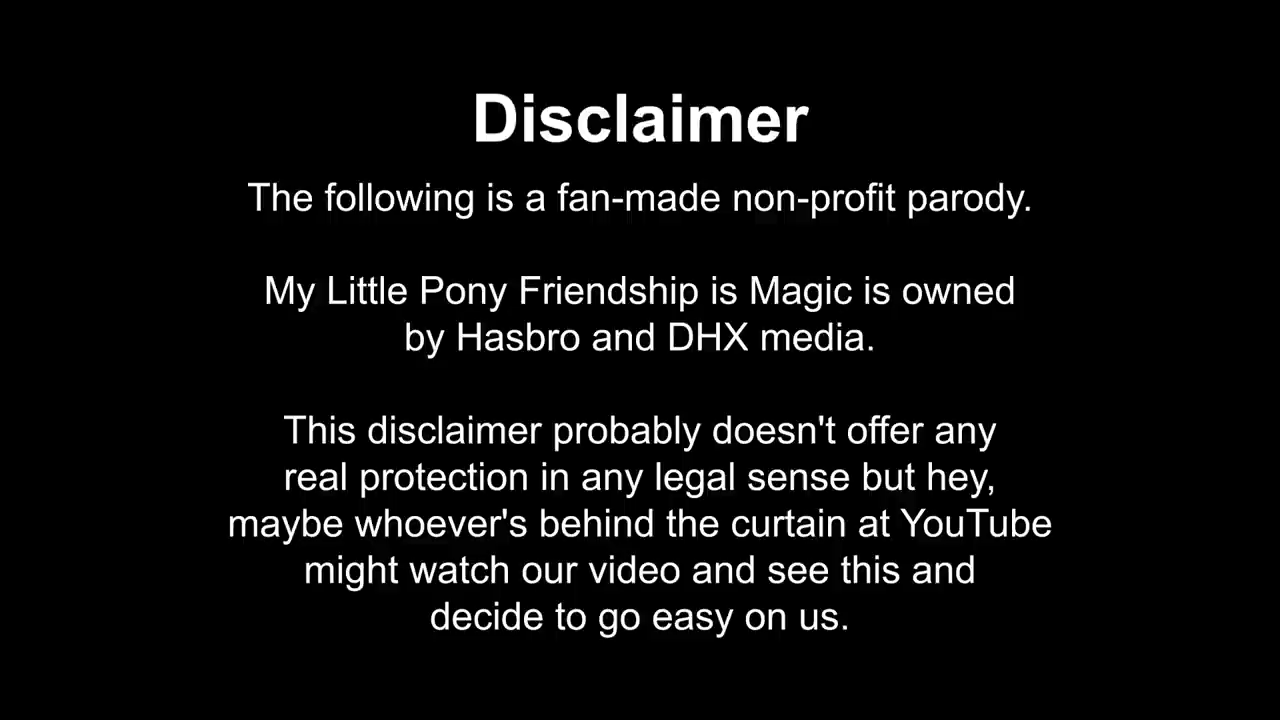 Disclaimer
The following is a fan-made non-profit parody.
My Little Pony Friendship is Magic is owned
by Hasbro and DHX media.
This disclaimer probably doesn't offer any
real protection in any legal sense but hey,
maybe whoever's behind the curtain at YouTube
might watch our video and see this and
decide to go easy on us.